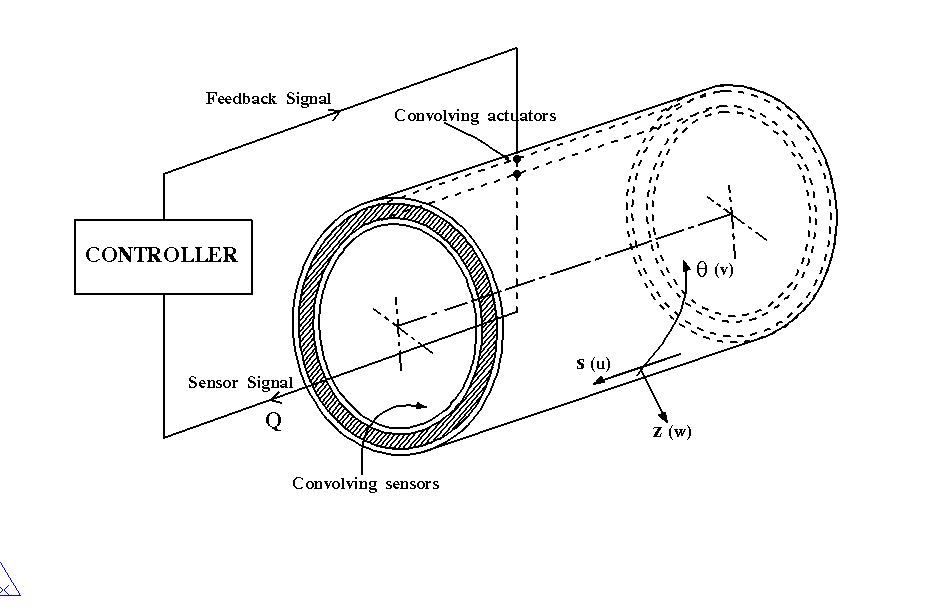 Feedback Signal
Convolving actuators
CONTROLLER
θ (v)
s (u)
Sensor Signal
Q
z (w)
Convolving sensors